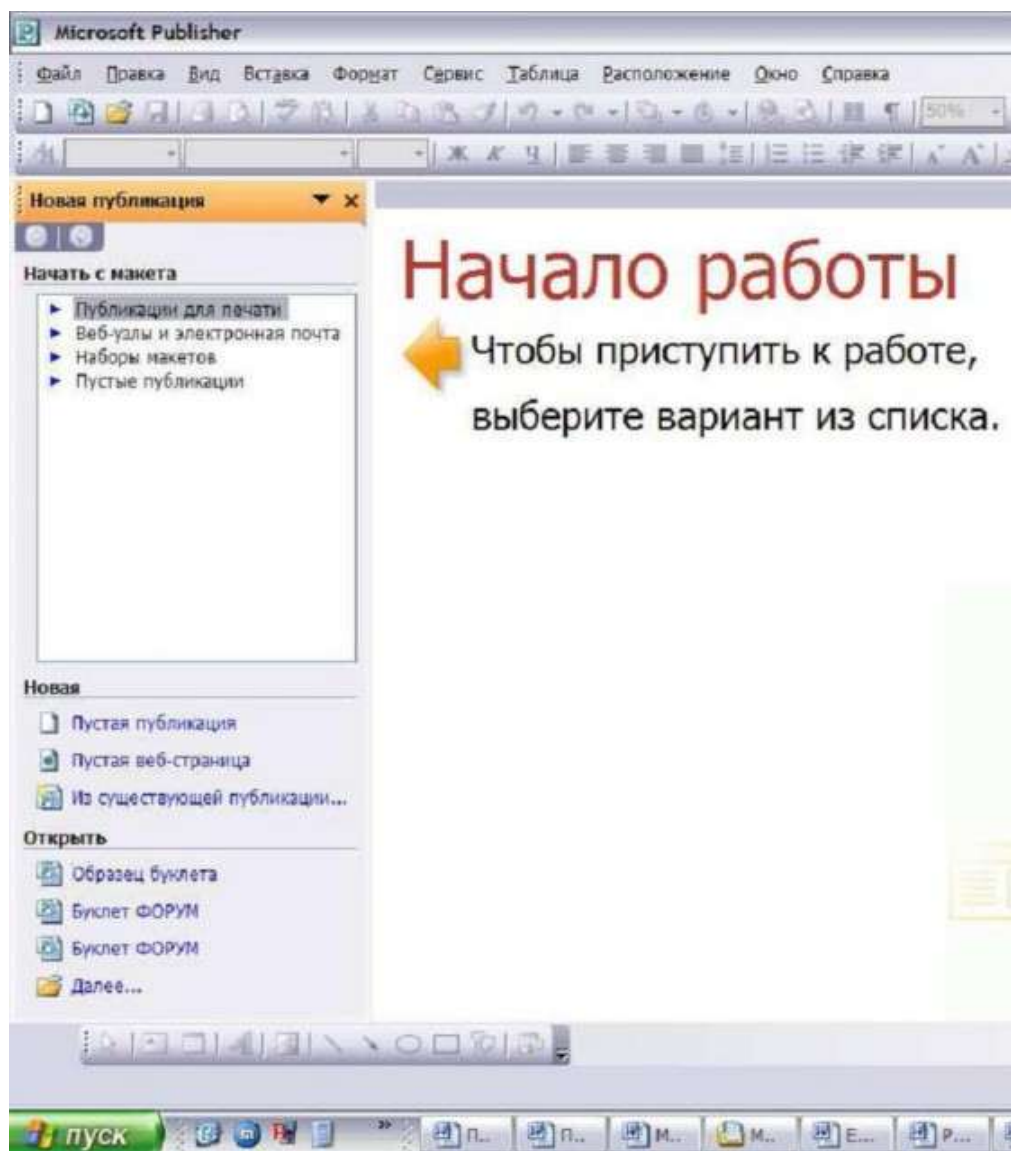 Microsoft Publisher
Файл Правка Вид Вставка Формат Сервис Таблица Расположение Окно Справка
50%
Ж К Ч
Новая публикация
Начать с макета
Публикации для печати
Веб-узлы и электронная почта
Наборы макетов
Пустые публикации
Начало работы
Чтобы приступить к работе,
выберите вариант из списка.
Новая
Пустая публикация
Пустая веб-страница
Из существующей публикации...
Открыть
Образец буклета
Буклет ФОРУМ
Буклет ФОРУМ
Далее...
пуск
П... П... М... М... Е... Р...